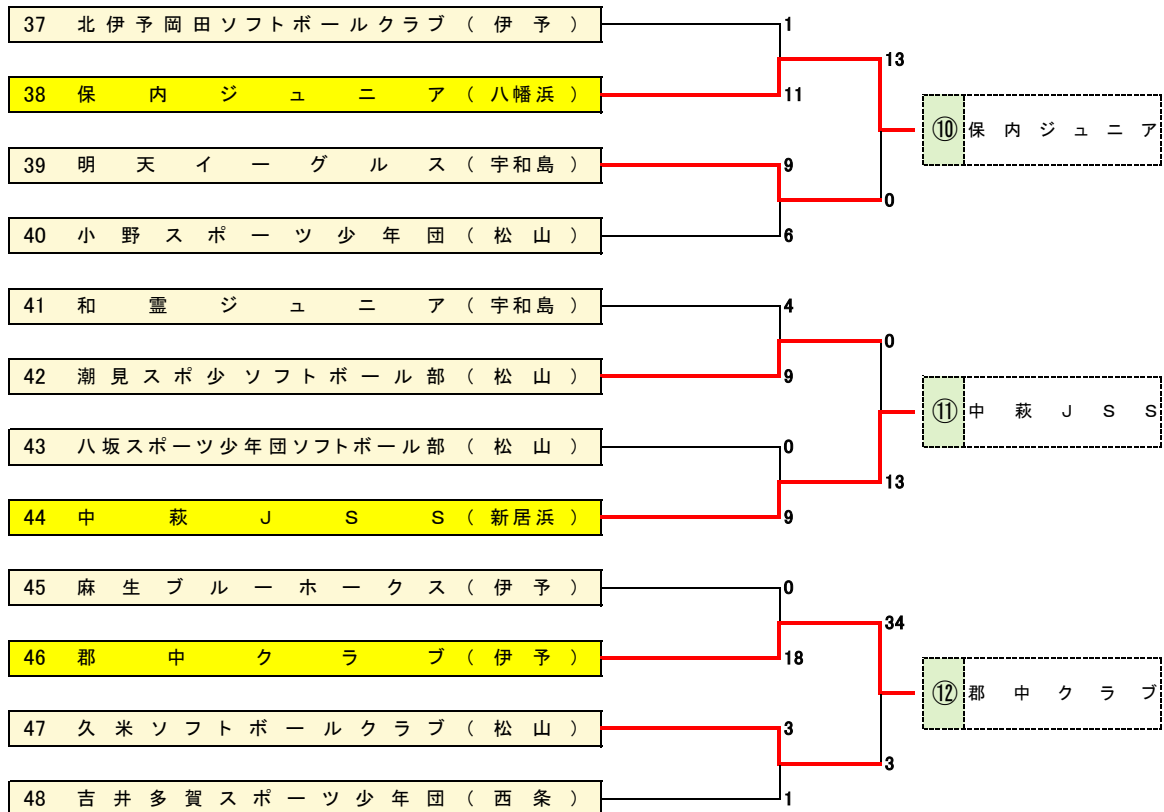 37 北伊予岡田ソフトボールクラブ(伊予) 1
13
38 保内ジュニア(八幡浜) 11
⑩ 保内ジュニア
39 明天イーグルス(宇和島) 9
0
40 小野スポーツ少年団(松山) 6
41 和霊ジュニア(宇和島) 4
0
42 潮見スポ少ソフトボール部(松山) 9
⑪ 中萩JSS
43 八坂スポーツ少年団ソフトボール部(松山) 0
13
44 中萩JSS(新居浜) 9
45 麻生ブルーホークス(伊予) 0
34
46 郡中クラブ(伊予) 18
⑫ 郡中クラブ
47 久米ソフトボールクラブ(松山) 3
3
48 吉井多賀スポーツ少年団(西条) 1